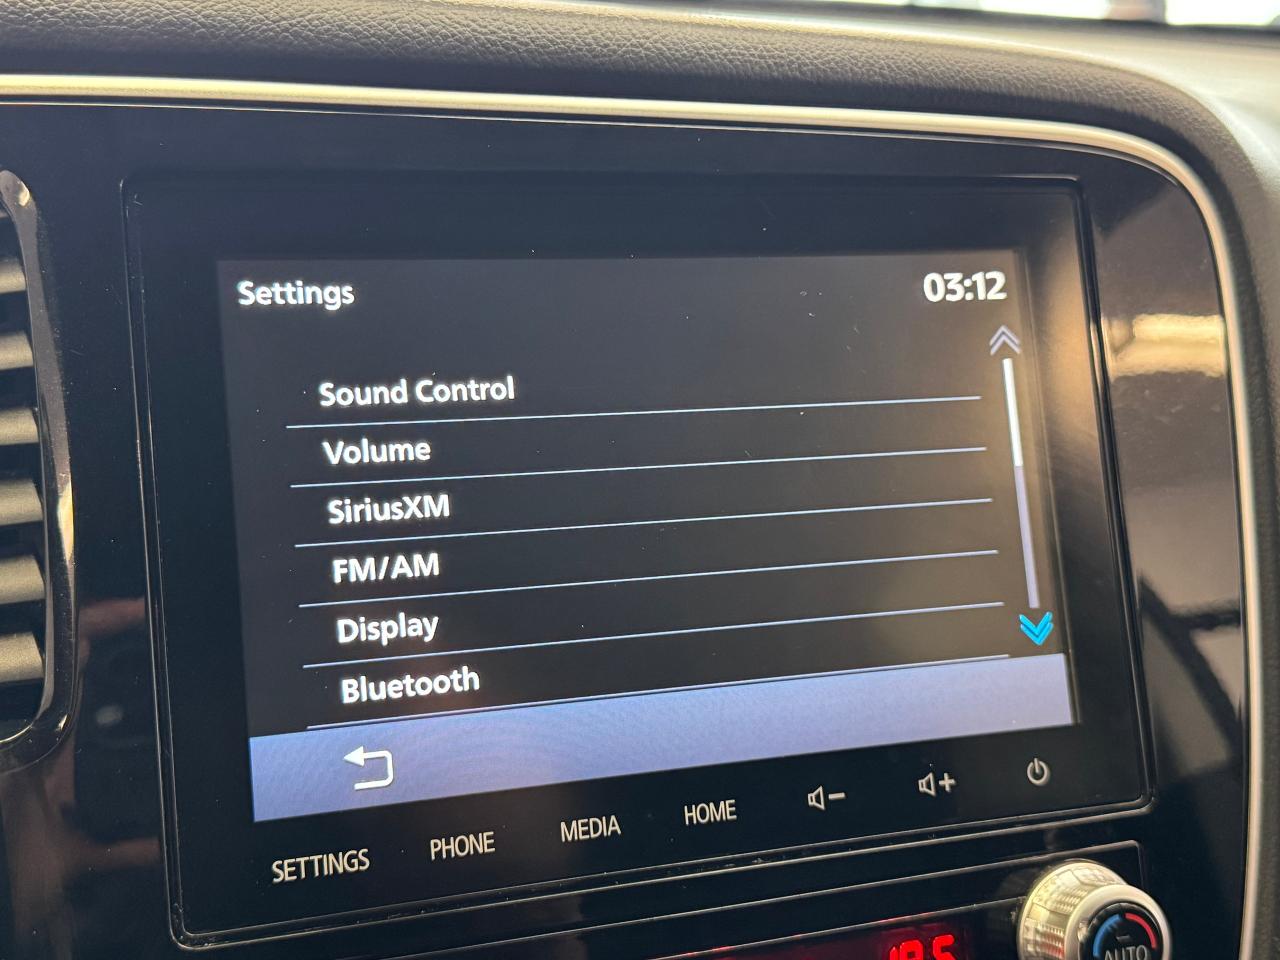 Settings 03:12
Sound Control
Volume
SiriusXM
FM/AM
Display
Bluetooth
SETTINGS PHONE MEDIA HOME
AUTO